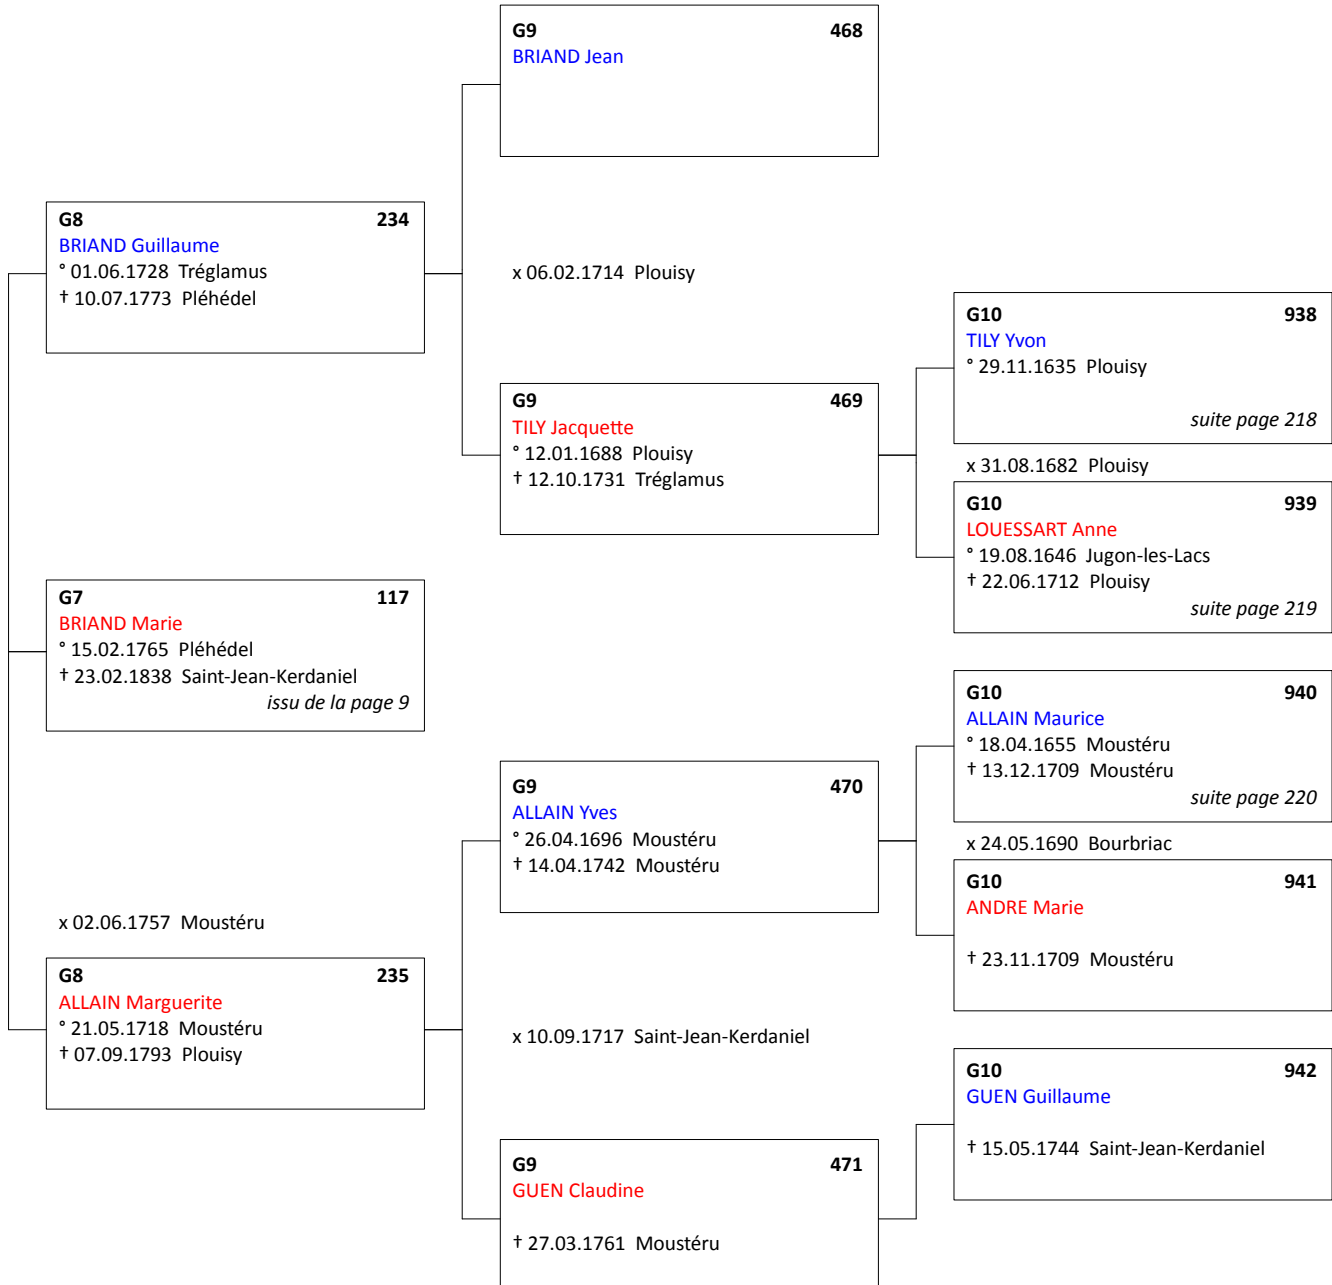 G9 468
BRIAND Jean
G8 234
BRIAND Guillaume
° 01.06.1728 Tréglamus
† 10.07.1773 Pléhédel
x 06.02.1714 Plouisy
G10 938
TILY Yvon
° 29.11.1635 Plouisy
suite page 218
G9 469
TILY Jacquette
° 12.01.1688 Plouisy
† 12.10.1731 Tréglamus
x 31.08.1682 Plouisy
G10 939
LOUESSART Anne
° 19.08.1646 Jugon-les-Lacs
† 22.06.1712 Plouisy
suite page 219
G7 117
BRIAND Marie
° 15.02.1765 Pléhédel
† 23.02.1838 Saint-Jean-Kerdaniel
issu de la page 9
G10 940
ALLAIN Maurice
° 18.04.1655 Moustéru
† 13.12.1709 Moustéru
suite page 220
G9 470
ALLAIN Yves
° 26.04.1696 Moustéru
† 14.04.1742 Moustéru
x 24.05.1690 Bourbriac
G10 941
ANDRE Marie
† 23.11.1709 Moustéru
x 02.06.1757 Moustéru
G8 235
ALLAIN Marguerite
° 21.05.1718 Moustéru
† 07.09.1793 Plouisy
x 10.09.1717 Saint-Jean-Kerdaniel
G10 942
GUEN Guillaume
† 15.05.1744 Saint-Jean-Kerdaniel
G9 471
GUEN Claudine
† 27.03.1761 Moustéru